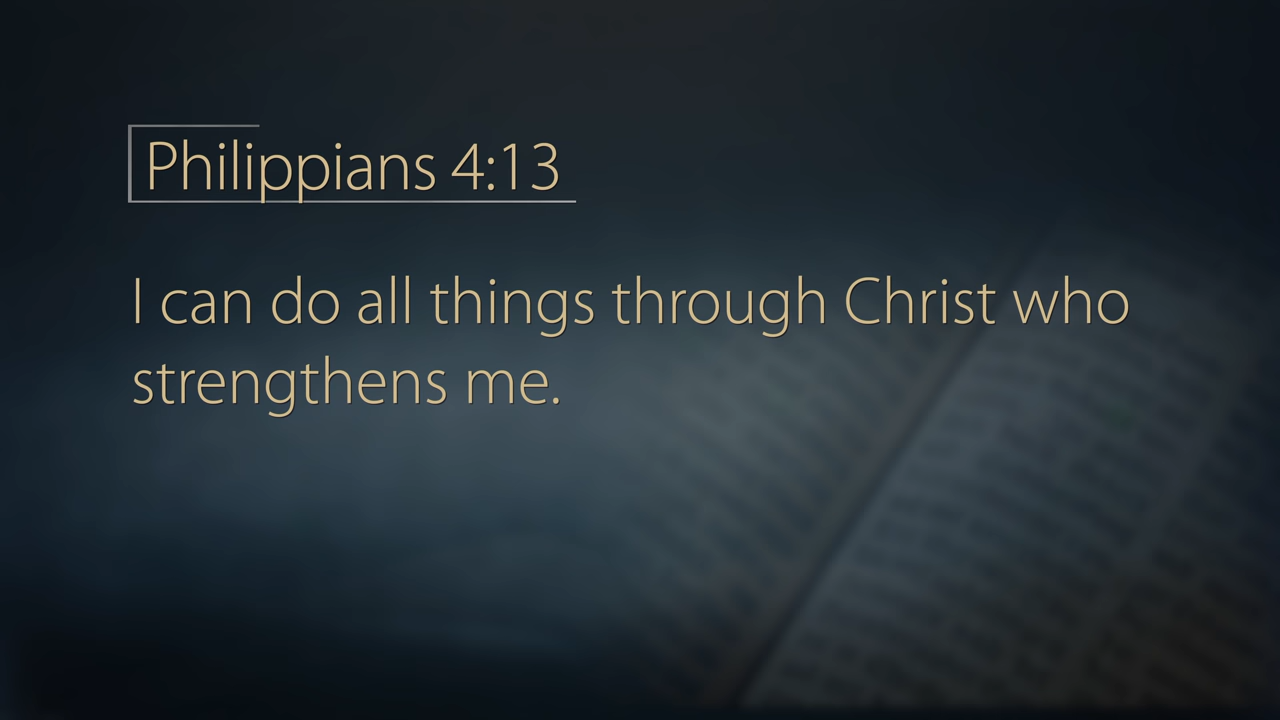 Philippians 4:13
I can do all things through Christ who
strengthens me.